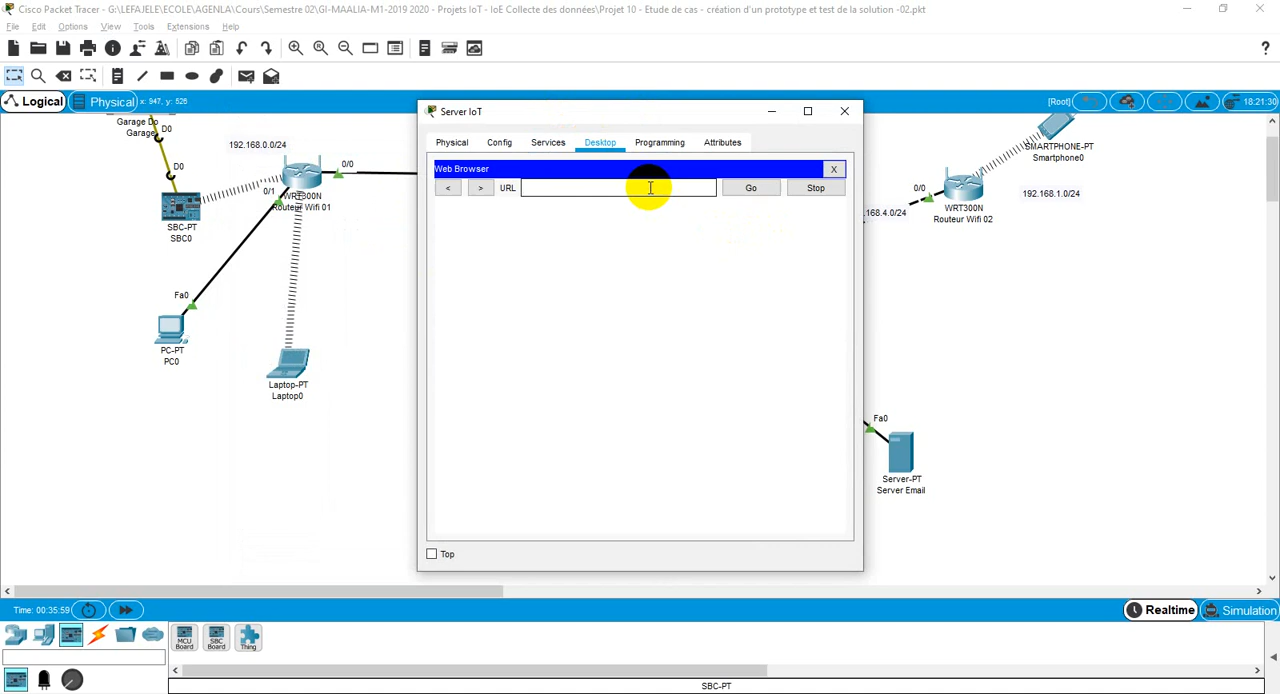 Cisco Packet Tracer - G:\LEFAJELE\ECOLE\AGENLA\Cours\Semestre 02\GI-MAALIA-M1-2019 2020 - Projets IoT - IoE Collecte des données\Projet 10 - Etude de cas - création d'un prototype et test de la solution -02.pkt
File Edit Options View Tools Extensions Help
?
Logical Physical x: 947, y: 526 [Root] 18:21:30
Garage Do
Garage
D0
192.168.0.0/24
0/0
D0
0/1
WRT300N
Routeur Wifi 01
SBC-PT
SBC0
Fa0
PC-PT
PC0
Laptop-PT
Laptop0
Server IoT
Physical Config Services Desktop Programming Attributes
Web Browser X
< > URL Go Stop
Top
SMARTPHONE-PT
Smartphone0
0/0
192.168.1.0/24
.168.4.0/24
WRT300N
Routeur Wifi 02
Fa0
Server-PT
Server Email
Time: 00:35:59 Realtime Simulation
MCU
Board
SBC
Board
Thing
SBC-PT